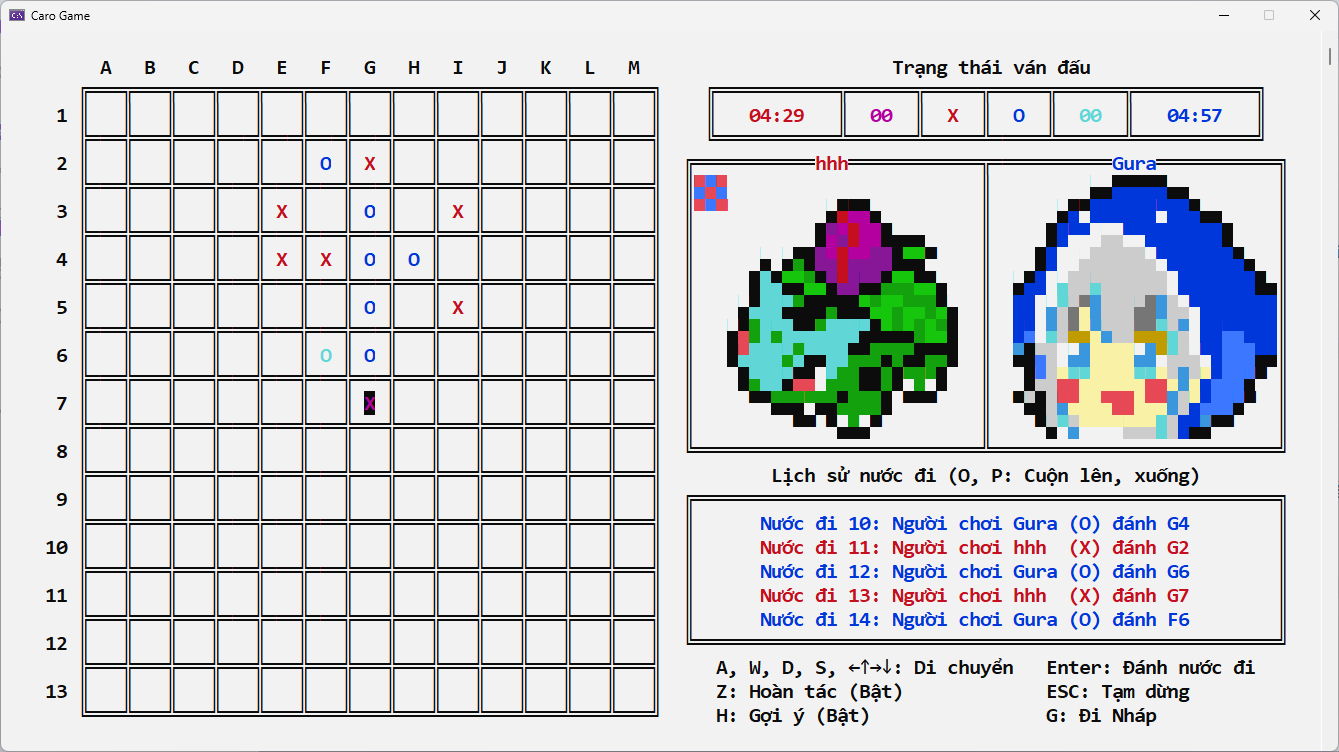 Caro Game
A B C D E F G H I J K L M
1
2 O X
3 X O I X
4 X X O O
5 O X
6 O O
7 X
8
9
10
11
12
13
Trạng thái ván đấu
04:29 00 X O 00 04:57
hhh Gura
Lịch sử nước đi (O, P: Cuộn lên, xuống)
Nước đi 10: Người chơi Gura (O) đánh G4
Nước đi 11: Người chơi hhh (X) đánh G2
Nước đi 12: Người chơi Gura (O) đánh G6
Nước đi 13: Người chơi hhh (X) đánh G7
Nước đi 14: Người chơi Gura (O) đánh F6
A, W, D, S, ←↑→↓: Di chuyển Enter: Đánh nước đi
Z: Hoàn tác (Bật) ESC: Tạm dừng
H: Gợi ý (Bật) G: Đi Nháp